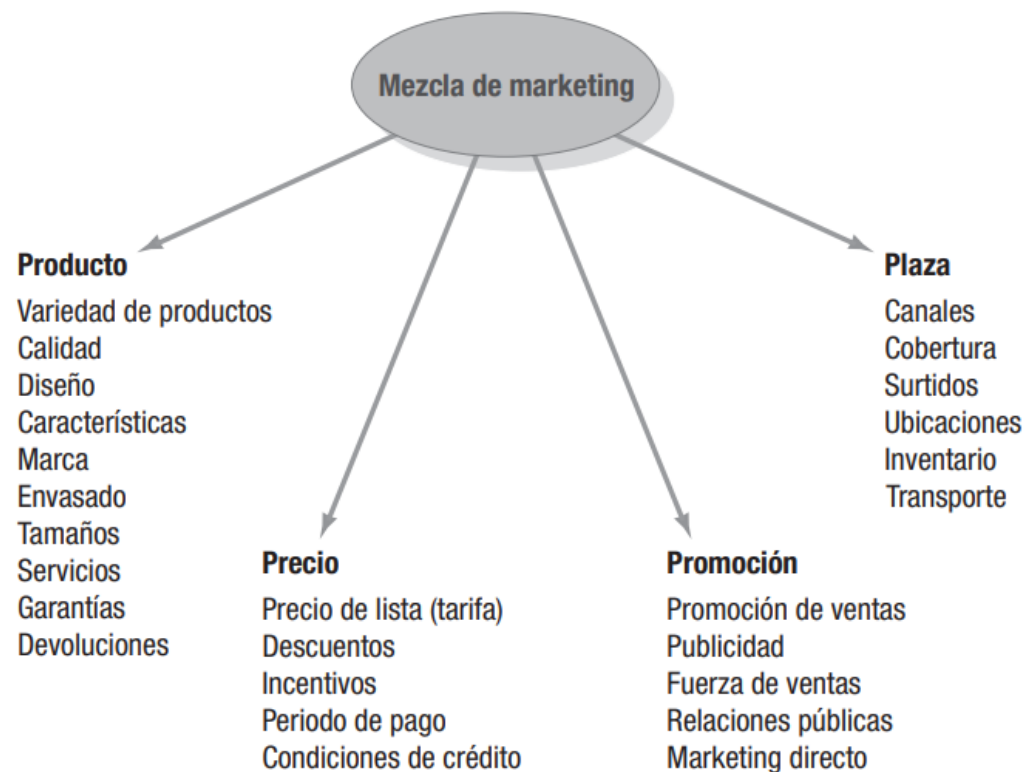 Mezcla de marketing
Producto
Variedad de productos
Calidad
Diseño
Características
Marca
Envasado
Tamaños
Servicios
Garantías
Devoluciones
Precio
Precio de lista (tarifa)
Descuentos
Incentivos
Periodo de pago
Condiciones de crédito
Promoción
Promoción de ventas
Publicidad
Fuerza de ventas
Relaciones públicas
Marketing directo
Plaza
Canales
Cobertura
Surtidos
Ubicaciones
Inventario
Transporte